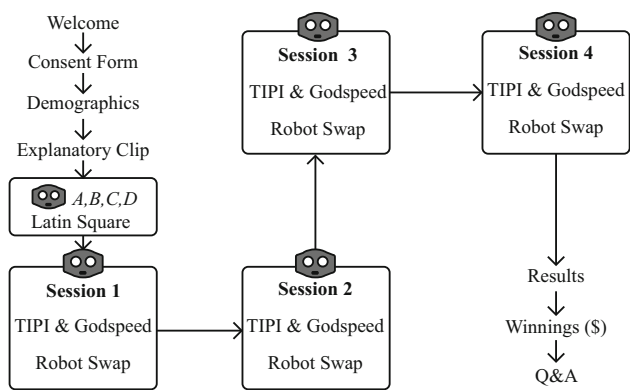 Welcome
Consent Form
Demographics
Explanatory Clip
A,B,C,D
Latin Square
Session 1
TIPI & Godspeed
Robot Swap
Session 2
TIPI & Godspeed
Robot Swap
Session 3
TIPI & Godspeed
Robot Swap
Session 4
TIPI & Godspeed
Robot Swap
Results
Winnings ($)
Q&A